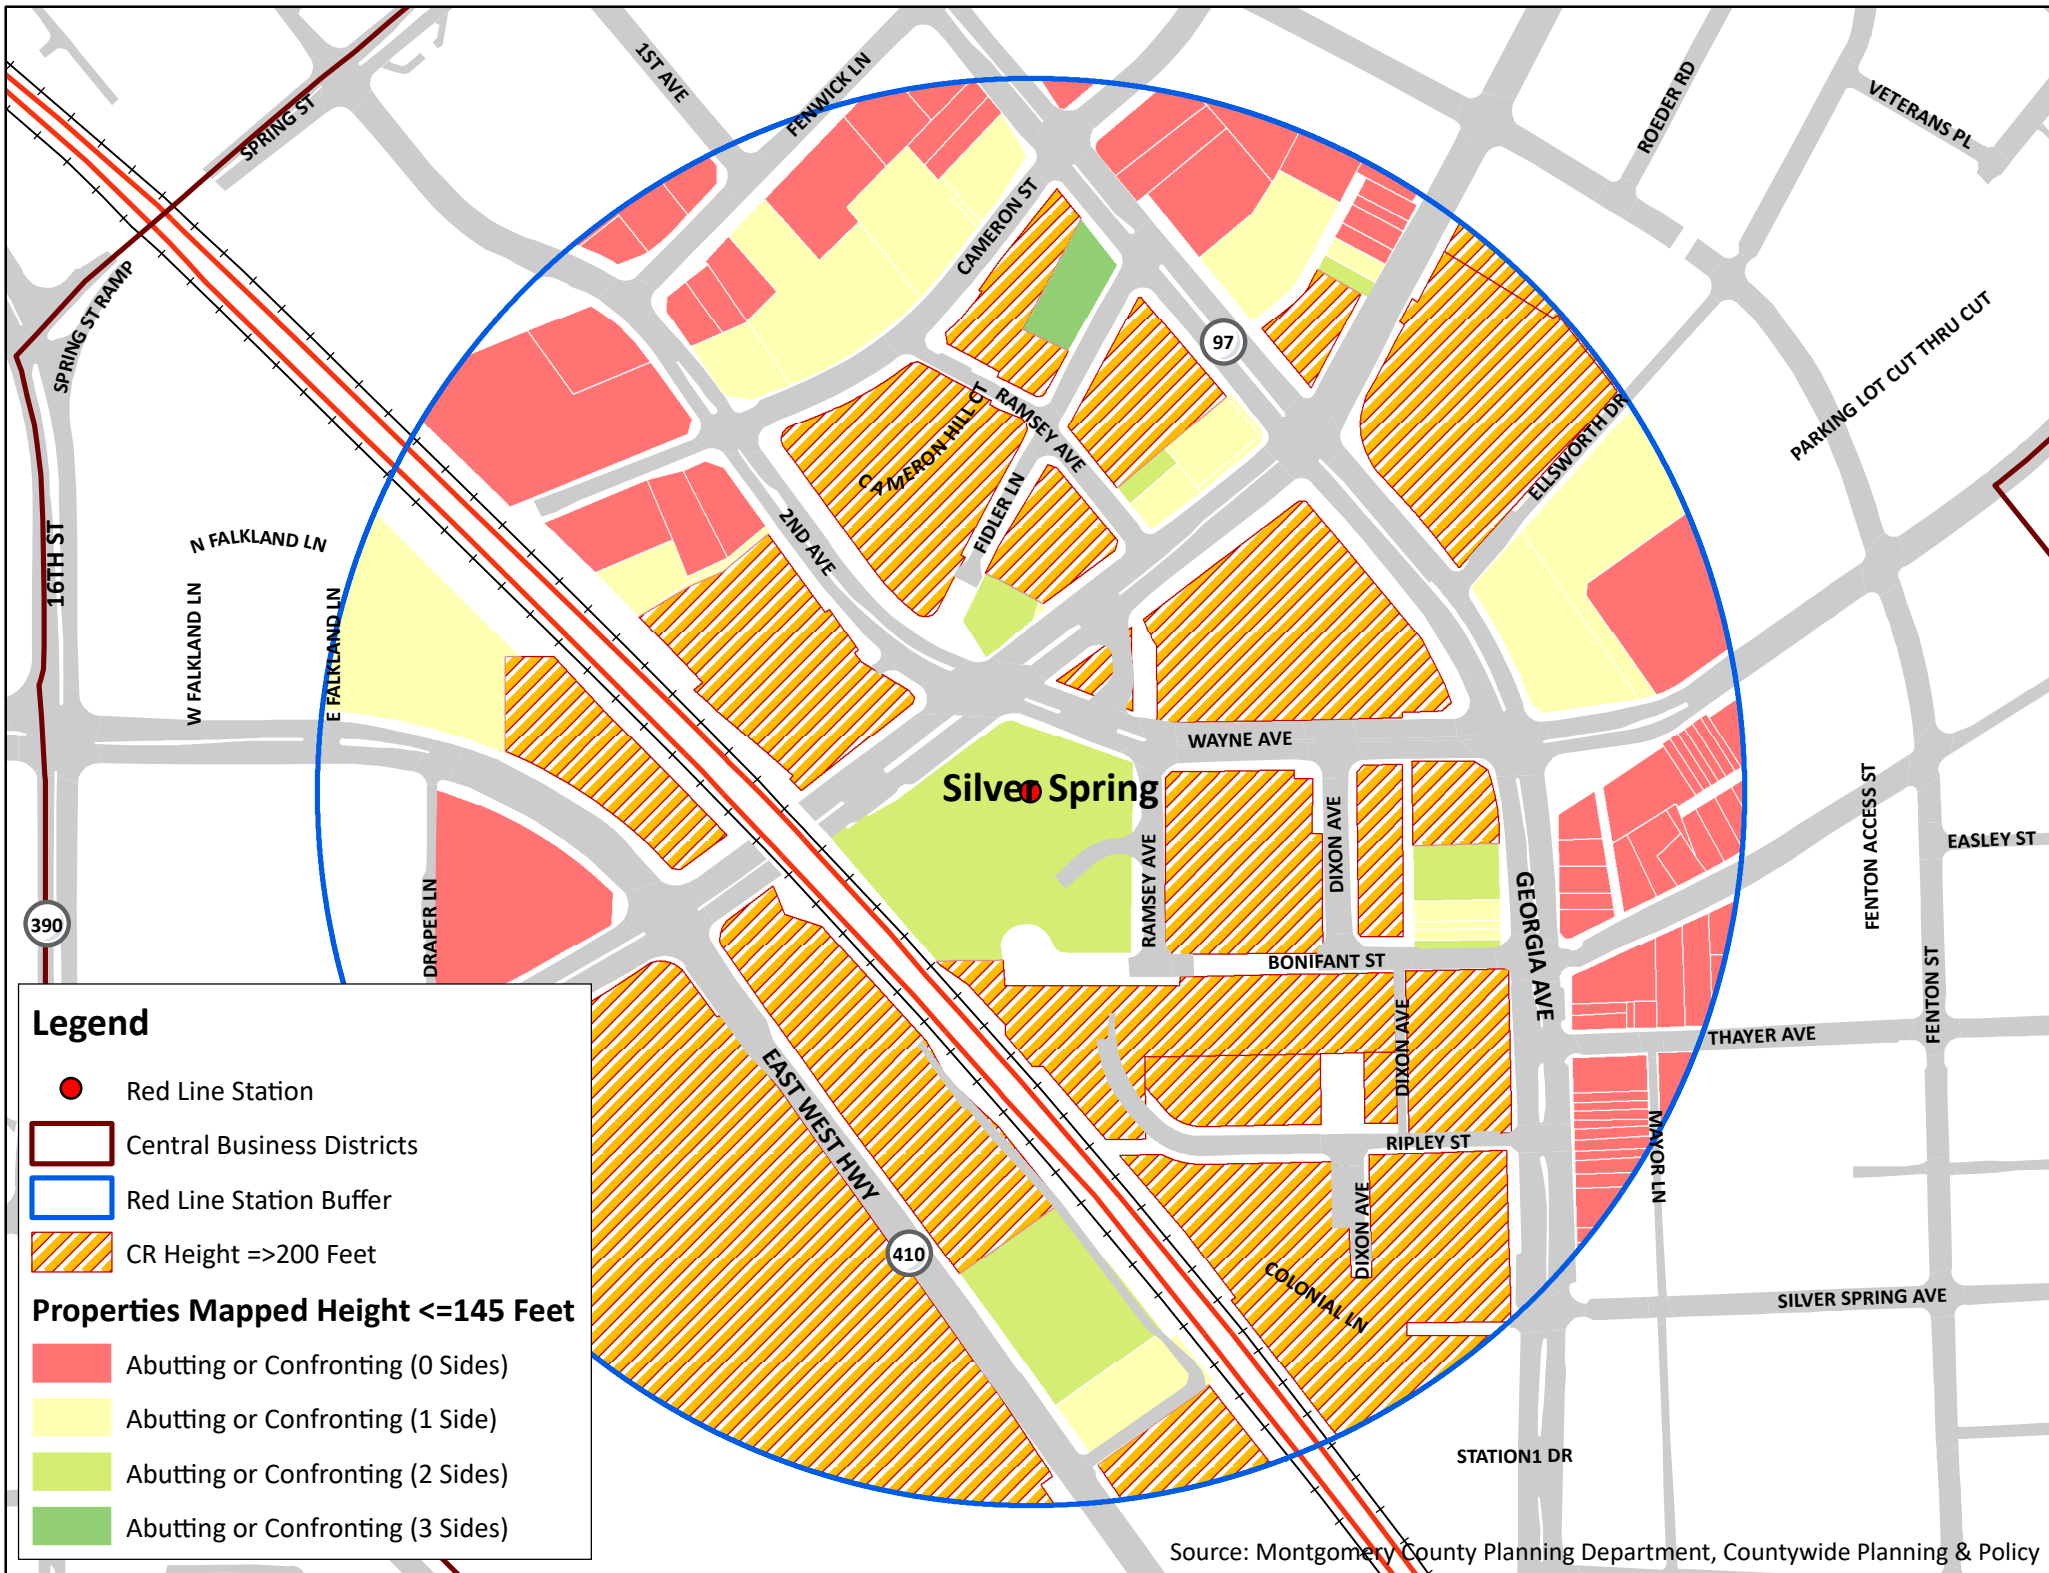 1ST AVE
FENWICK LN
ROEDER RD
VETERANS PL
SPRING ST
CAMERON ST
SPRING ST RAMP
97
PARKING LOT CUT THRU CUT
CAMERON HILL CT
RAMSEY AVE
ELLSWORTH DR
16TH ST
N FALKLAND LN
W FALKLAND LN
E FALKLAND LN
2ND AVE
FIDLER LN
WAYNE AVE
Silver Spring
RAMSEY AVE
DIXON AVE
FENTON ACCESS ST
EASLEY ST
390
DRAPER LN
GEORGIA AVE
BONIFANT ST
FENTON ST
THAYER AVE
DIXON AVE
EAST WEST HWY
RIPLEY ST
MAYOR LN
DIXON AVE
410
COLONIAL LN
SILVER SPRING AVE
STATION1 DR
Legend
Red Line Station
Central Business Districts
Red Line Station Buffer
CR Height =>200 Feet
Properties Mapped Height <=145 Feet
Abutting or Confronting (0 Sides)
Abutting or Confronting (1 Side)
Abutting or Confronting (2 Sides)
Abutting or Confronting (3 Sides)
Source: Montgomery County Planning Department, Countywide Planning & Policy